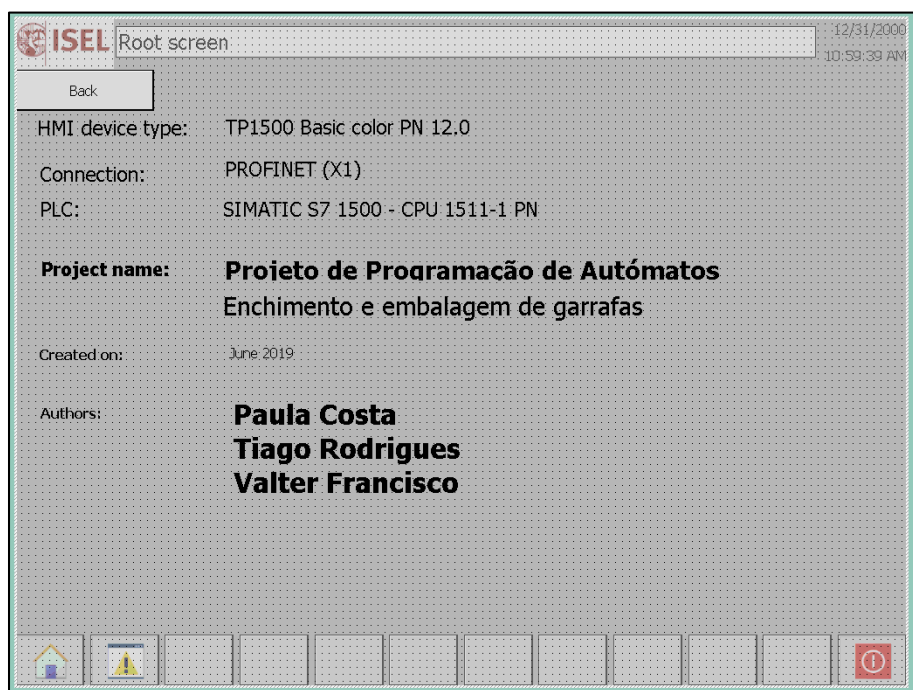 ISEL Root screen
12/31/2000
10:59:39 AM
Back
HMI device type: TP1500 Basic color PN 12.0
Connection: PROFINET (X1)
PLC: SIMATIC S7 1500 - CPU 1511-1 PN
Project name: Projeto de Programação de Autómatos
Enchimento e embalagem de garrafas
Created on: June 2019
Authors: Paula Costa
Tiago Rodrigues
Valter Francisco